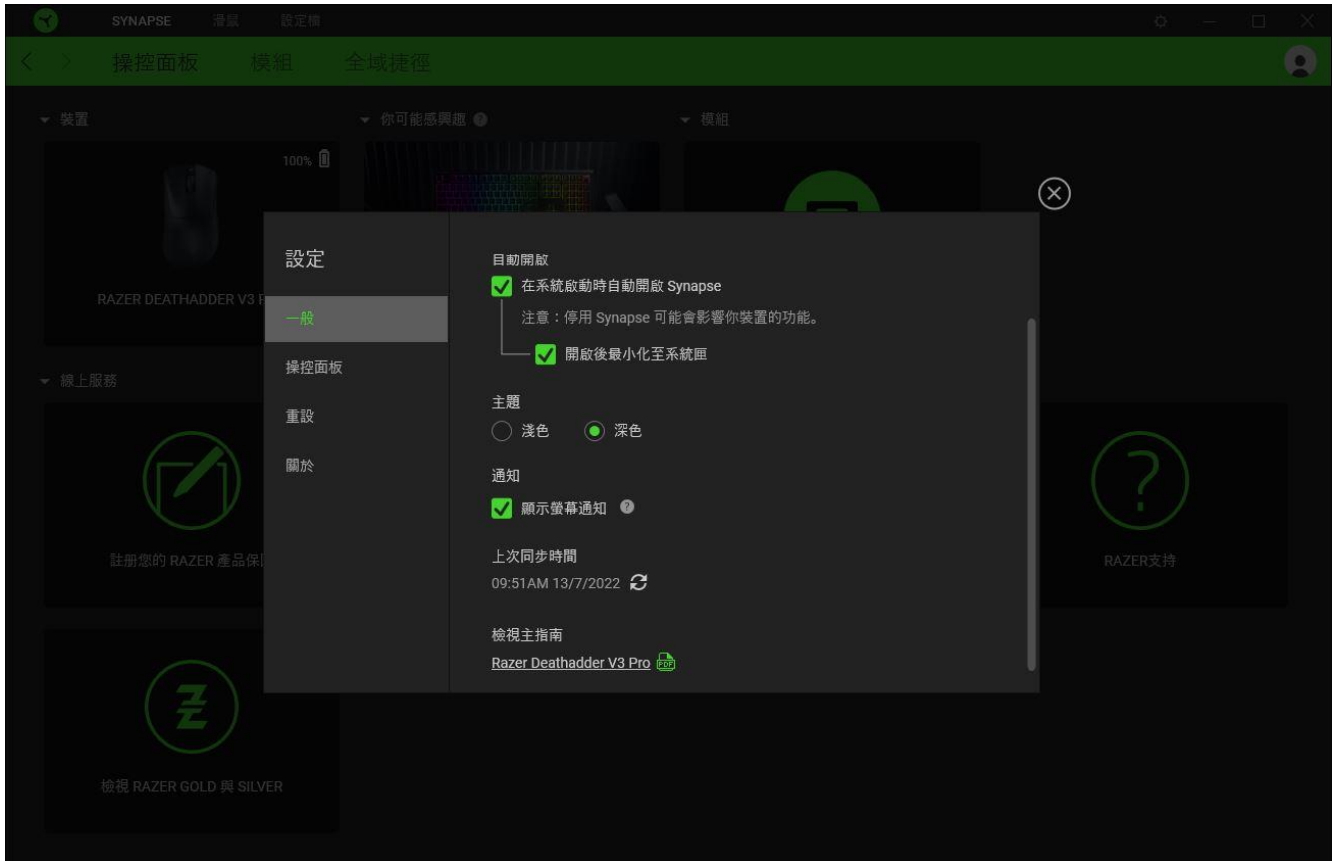 SYNAPSE 滑鼠 設定檔
操控面板 模組 全域捷徑
裝置
你可能感興趣 ?
模組
100%
RAZER DEATHADDER V3 P
線上服務
註冊您的 RAZER 產品保
檢視 RAZER GOLD 與 SILVER
RAZER支持
設定
一般
操控面板
重設
關於
目動開啟
在系統啟動時自動開啟 Synapse
注意：停用 Synapse 可能會影響你裝置的功能。
開啟後最小化至系統匣
主題
淺色 深色
通知
顯示螢幕通知 ?
上次同步時間
09:51AM 13/7/2022
檢視主指南
Razer Deathadder V3 Pro PDF